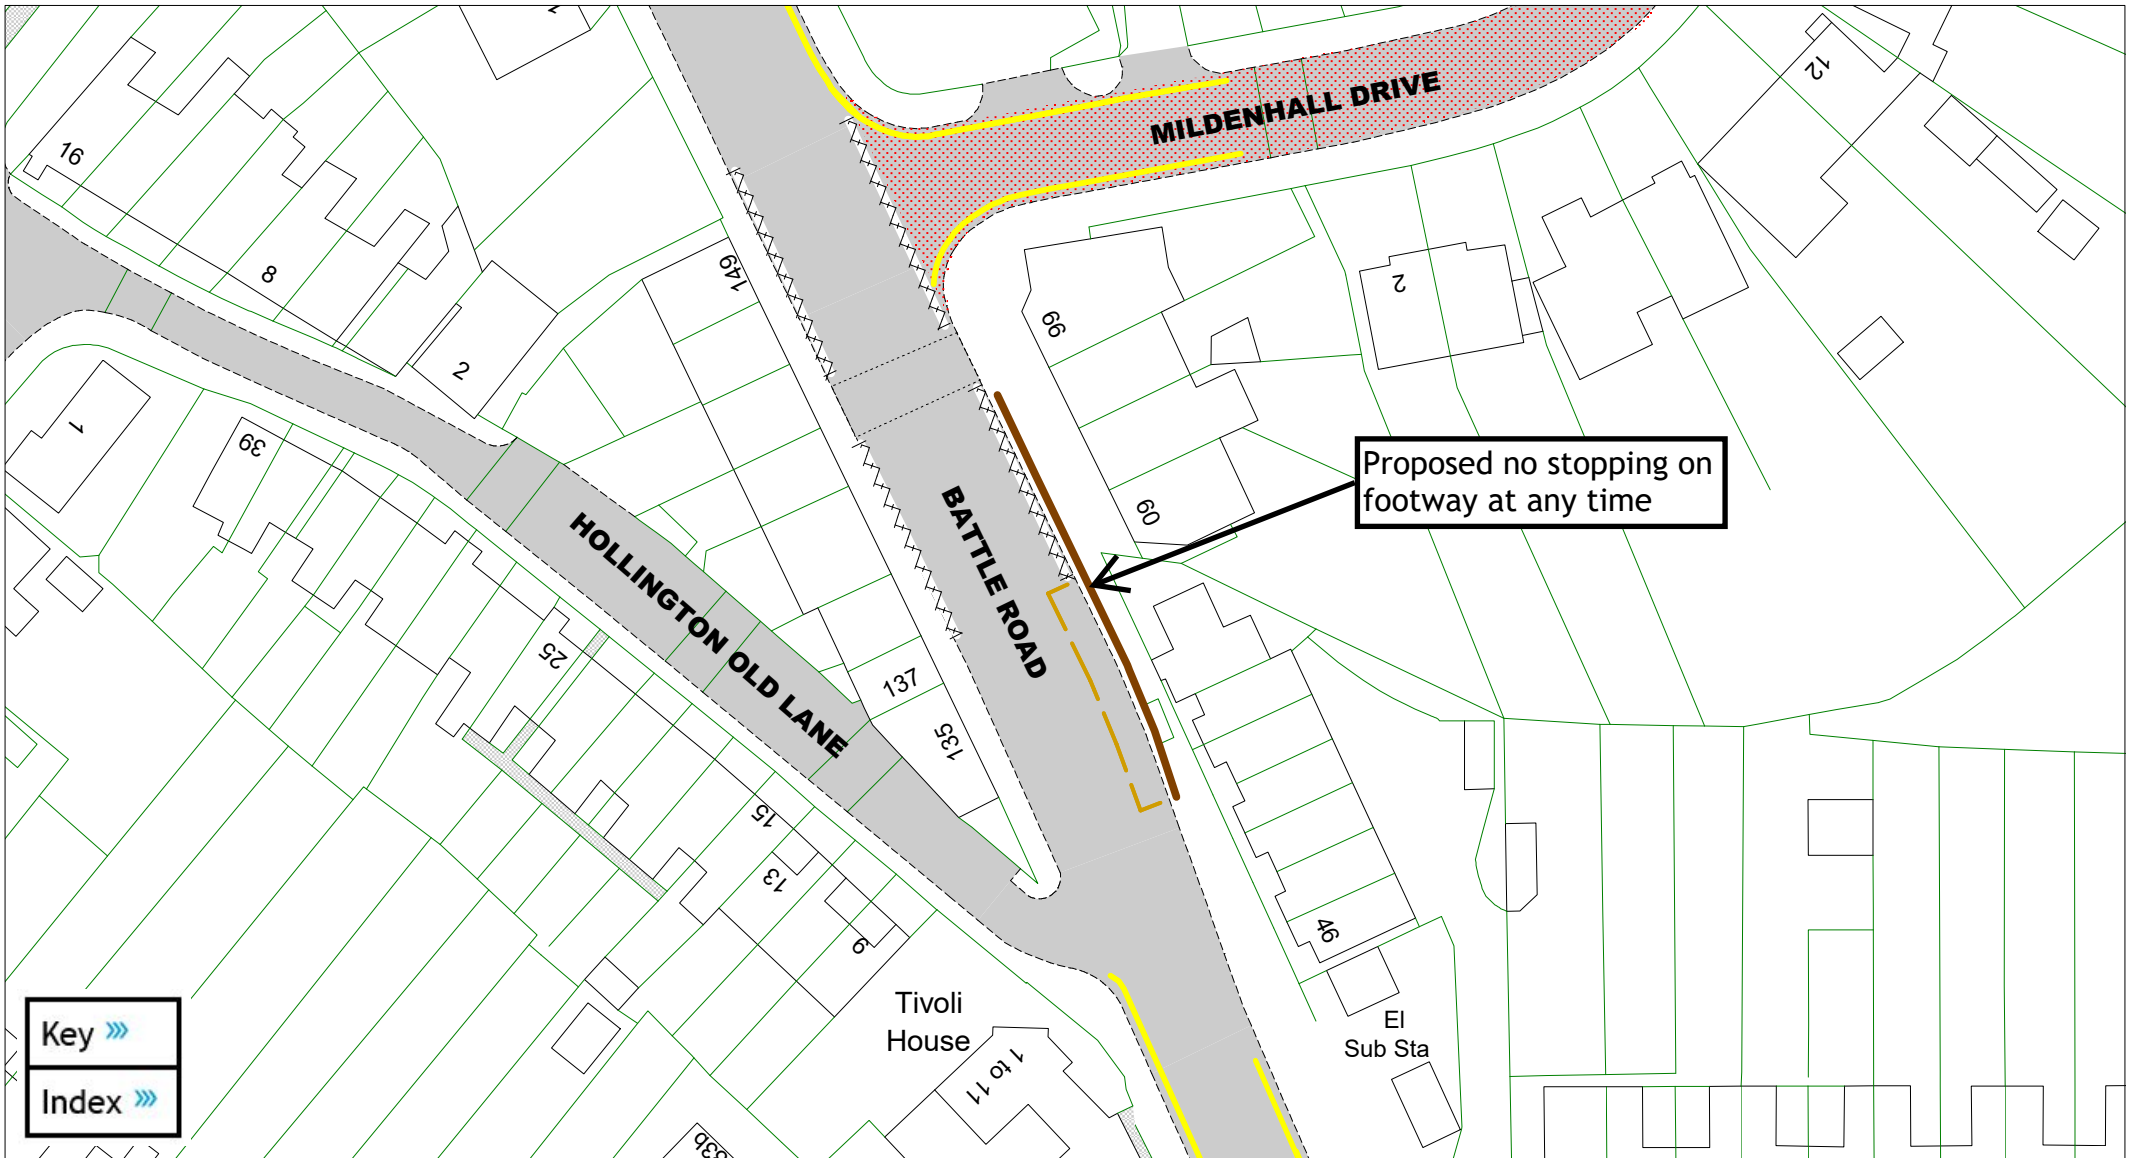 MILDENHALL DRIVE
12
16
8
149
66
2
2
1
39
Proposed no stopping on
footway at any time
60
BATTLE ROAD
HOLLINGTON OLD LANE
25
137
135
15
13
9
46
Tivoli
House
1 to 11
El
Sub Sta
Key
Index